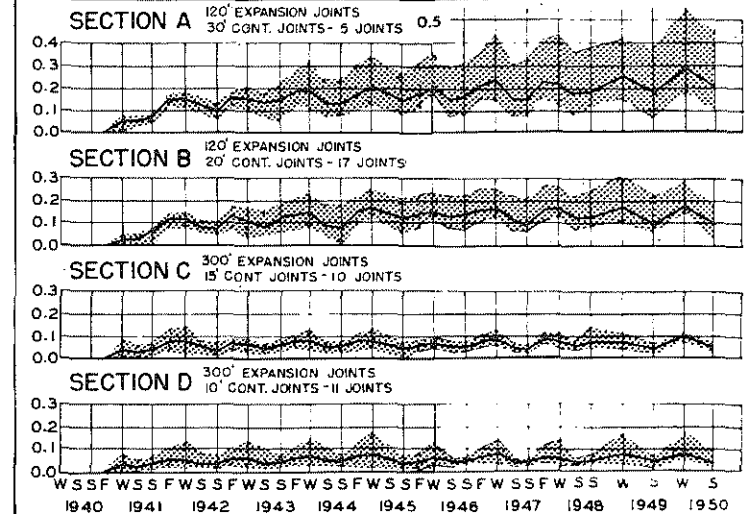 SECTION A 120' EXPANSION JOINTS
30' CONT. JOINTS - 5 JOINTS
0.5
0.4
0.3
0.2
0.1
0.0
SECTION B 120' EXPANSION JOINTS
20' CONT. JOINTS - 17 JOINTS
0.3
0.2
0.1
0.0
SECTION C 300' EXPANSION JOINTS
15' CONT JOINTS - 10 JOINTS
0.3
0.2
0.1
0.0
SECTION D 300' EXPANSION JOINTS
10' CONT. JOINTS - 11 JOINTS
0.3
0.2
0.1
0.0
W S S F W S S F W S S F W S S F W S S F W S S F W S S F W S S W S W S
1940 1941 1942 1943 1944 1945 1946 1947 1948 1949 1950